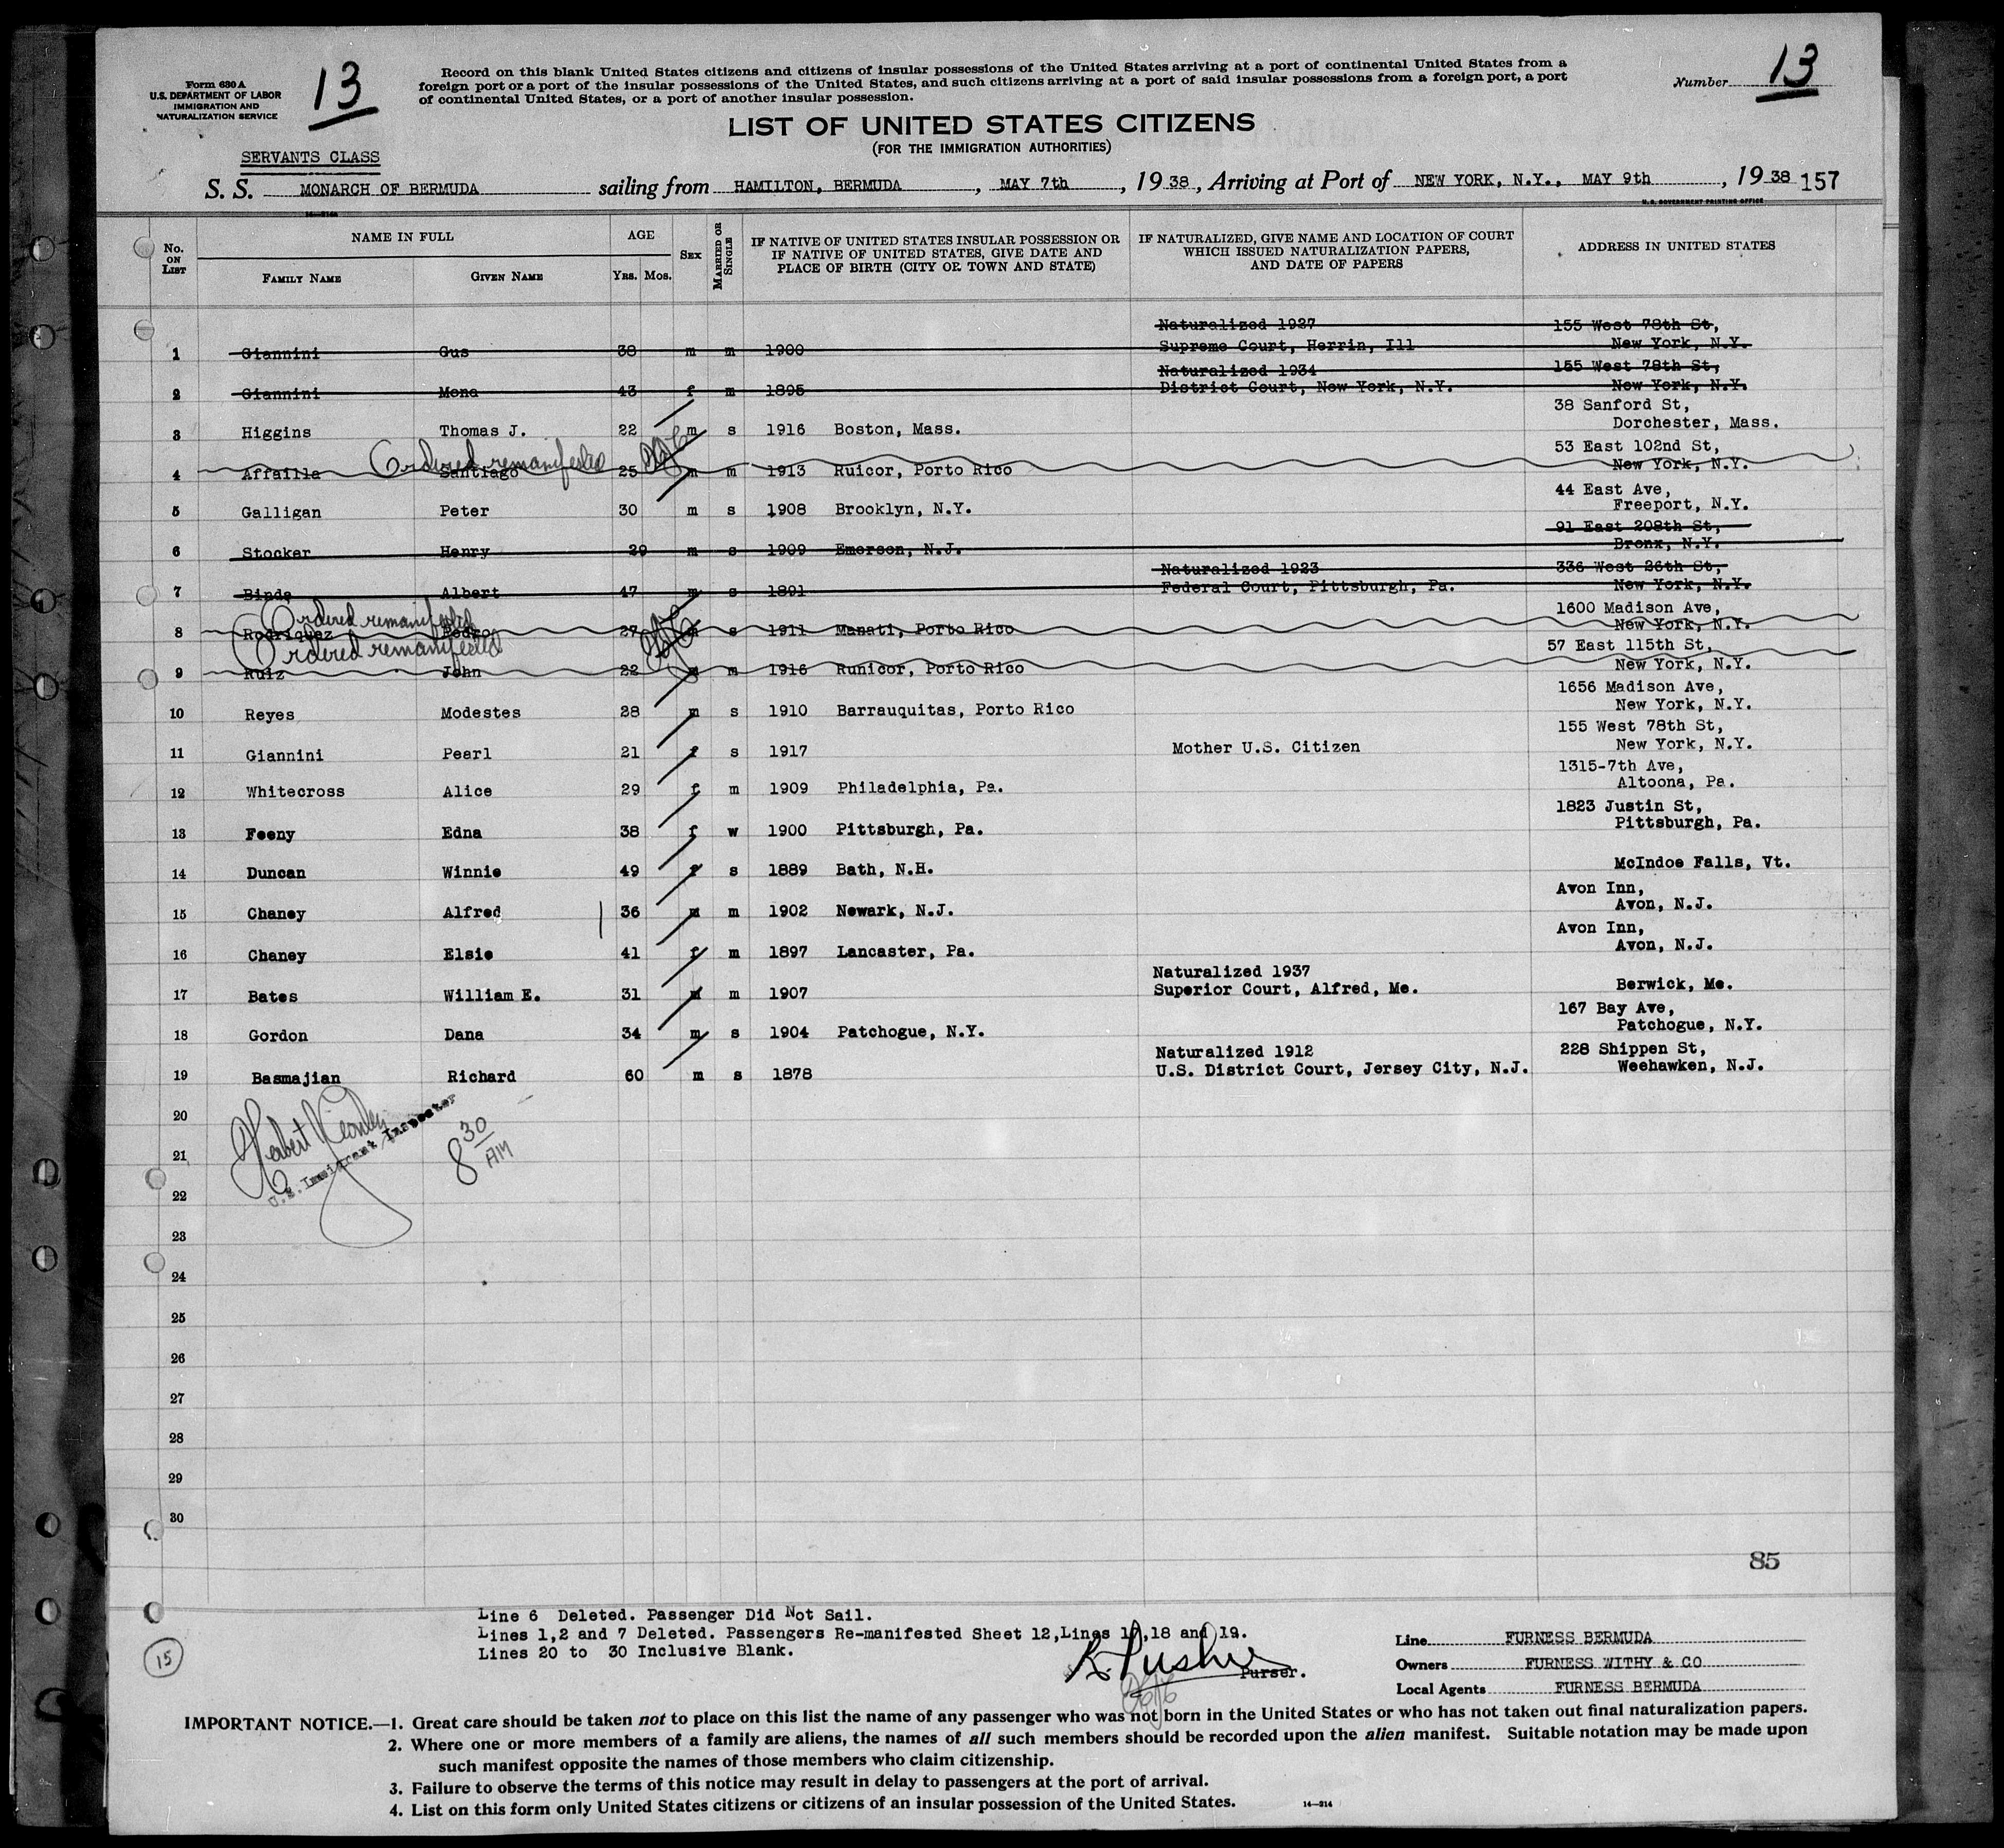 Form 630 A
U.S. DEPARTMENT OF LABOR
IMMIGRATION AND
NATURALIZATION SERVICE
13
Record on this blank United States citizens and citizens of insular possessions of the United States arriving at a port of continental United States from a
foreign port or a port of the insular possessions of the United States, and such citizens arriving at a port of said insular possessions from a foreign port, a port
of continental United States, or a port of another insular possession.
Number 13
LIST OF UNITED STATES CITIZENS
(FOR THE IMMIGRATION AUTHORITIES)
SERVANTS CLASS
S. S. MONARCH OF BERMUDA sailing from HAMILTON, BERMUDA, MAY 7th, 1938, Arriving at Port of NEW YORK, N.Y., MAY 9th, 1938 157
U.S. GOVERNMENT PRINTING OFFICE
No. ON LIST
NAME IN FULL
FAMILY NAME
GIVEN NAME
AGE
YRS. MOS.
SEX
MARRIED OR SINGLE
IF NATIVE OF UNITED STATES INSULAR POSSESSION OR
IF NATIVE OF UNITED STATES, GIVE DATE AND
PLACE OF BIRTH (CITY OR TOWN AND STATE)
IF NATURALIZED, GIVE NAME AND LOCATION OF COURT
WHICH ISSUED NATURALIZATION PAPERS,
AND DATE OF PAPERS
ADDRESS IN UNITED STATES
Naturalized 1927 155 West 78th St,
1 Giannini Gus 38 m m 1900 Supreme Court, Herrin, Ill New York, N.Y.
Naturalized 1934 155 West 78th St,
2 Giannini Mona 43 f m 1895 District Court, New York, N.Y. New York, N.Y.
38 Sanford St,
3 Higgins Thomas J. 22 m s 1916 Boston, Mass. Dorchester, Mass.
Ordered remanifested 53 East 102nd St,
4 Affailla Santiago 25 m m 1913 Ruicor, Porto Rico New York, N.Y.
44 East Ave,
5 Galligan Peter 30 m s 1908 Brooklyn, N.Y. Freeport, N.Y.
91 East 208th St,
6 Stocker Henry 29 m s 1909 Emerson, N.J. Bronx, N.Y.
Naturalized 1923 336 West 26th St,
7 Binda Albert 47 m s 1891 Federal Court, Pittsburgh, Pa. New York, N.Y.
Ordered remanifested 1600 Madison Ave,
8 Rodriquez Pedro 27 m s 1911 Manati, Porto Rico New York, N.Y.
Ordered remanifested 57 East 115th St,
9 Ruiz John 22 m m 1916 Runicor, Porto Rico New York, N.Y.
1656 Madison Ave,
10 Reyes Modestes 28 m s 1910 Barrauquitas, Porto Rico New York, N.Y.
155 West 78th St,
11 Giannini Pearl 21 f s 1917 Mother U.S. Citizen New York, N.Y.
1315-7th Ave,
12 Whitecross Alice 29 f m 1909 Philadelphia, Pa. Altoona, Pa.
1823 Justin St,
13 Feeny Edna 38 f w 1900 Pittsburgh, Pa. Pittsburgh, Pa.
14 Duncan Winnie 49 f s 1889 Bath, N.H. McIndoe Falls, Vt.
Avon Inn,
15 Chaney Alfred 36 m m 1902 Newark, N.J. Avon, N.J.
Avon Inn,
16 Chaney Elsie 41 f m 1897 Lancaster, Pa. Avon, N.J.
Naturalized 1937
17 Bates William E. 31 m m 1907 Superior Court, Alfred, Me. Berwick, Me.
167 Bay Ave,
18 Gordon Dana 34 m s 1904 Patchogue, N.Y. Patchogue, N.Y.
Naturalized 1912 228 Shippen St,
19 Basmajian Richard 60 m s 1878 U.S. District Court, Jersey City, N.J. Weehawken, N.J.
20
U.S. Immigrant Inspector
8 30 AM
21
22
23
24
25
26
27
28
29
30
85
Line 6 Deleted. Passenger Did Not Sail.
Lines 1,2 and 7 Deleted. Passengers Re-manifested Sheet 12, Lines 17,18 and 19.
Lines 20 to 30 Inclusive Blank.
15
Purser.
Line FURNESS BERMUDA
Owners FURNESS WITHY & CO
Local Agents FURNESS BERMUDA
IMPORTANT NOTICE.—1. Great care should be taken not to place on this list the name of any passenger who was not born in the United States or who has not taken out final naturalization papers.
2. Where one or more members of a family are aliens, the names of all such members should be recorded upon the alien manifest. Suitable notation may be made upon
such manifest opposite the names of those members who claim citizenship.
3. Failure to observe the terms of this notice may result in delay to passengers at the port of arrival.
4. List on this form only United States citizens or citizens of an insular possession of the United States.
14—314